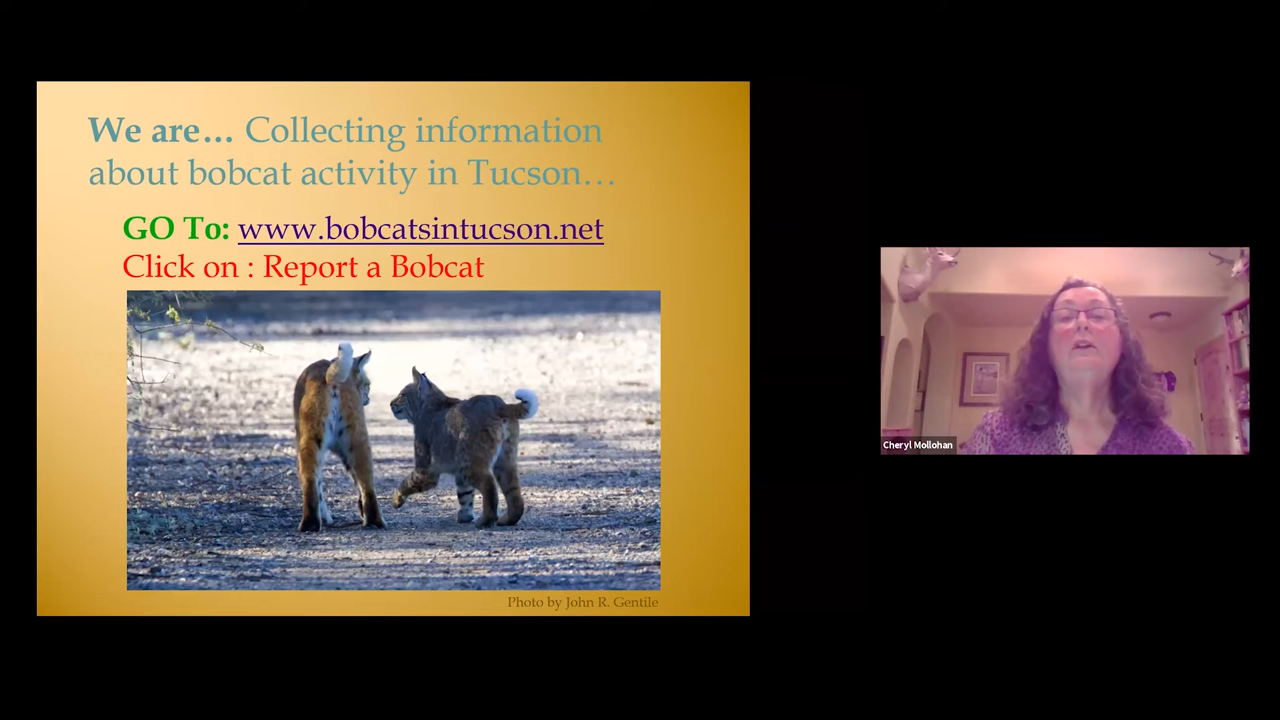 We are… Collecting information
about bobcat activity in Tucson…
GO To: www.bobcatsintucson.net
Click on : Report a Bobcat
Photo by John R. Gentile
Cheryl Mollohan